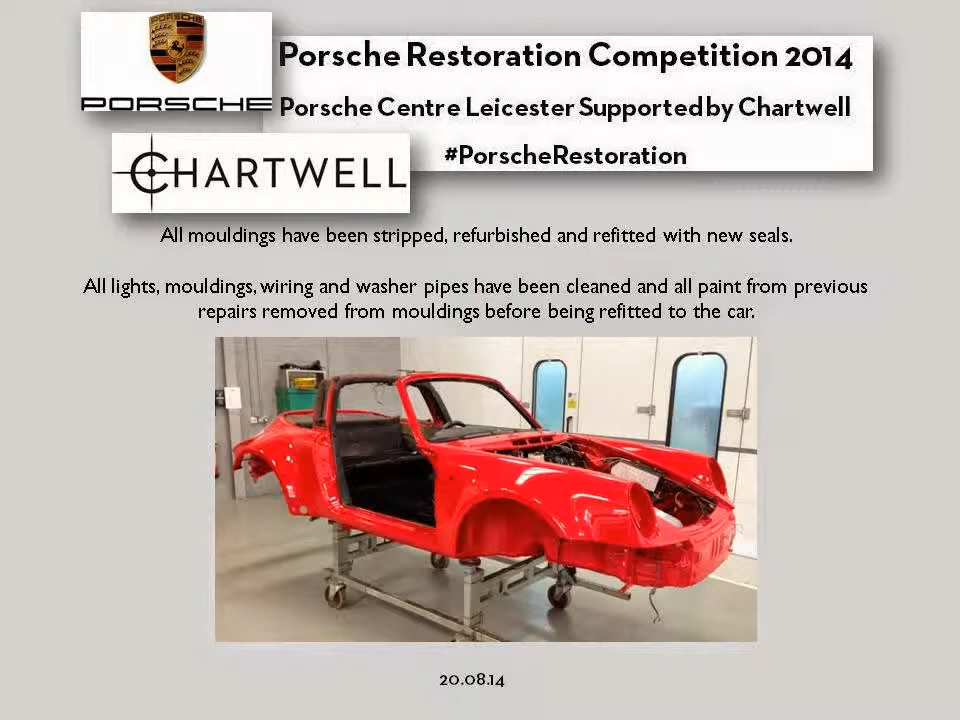 PORSCHE
PORSCHE
Porsche Restoration Competition 2014
Porsche Centre Leicester Supported by Chartwell
#PorscheRestoration
CHARTWELL
All mouldings have been stripped, refurbished and refitted with new seals.
All lights, mouldings, wiring and washer pipes have been cleaned and all paint from previous
repairs removed from mouldings before being refitted to the car.
20.08.14